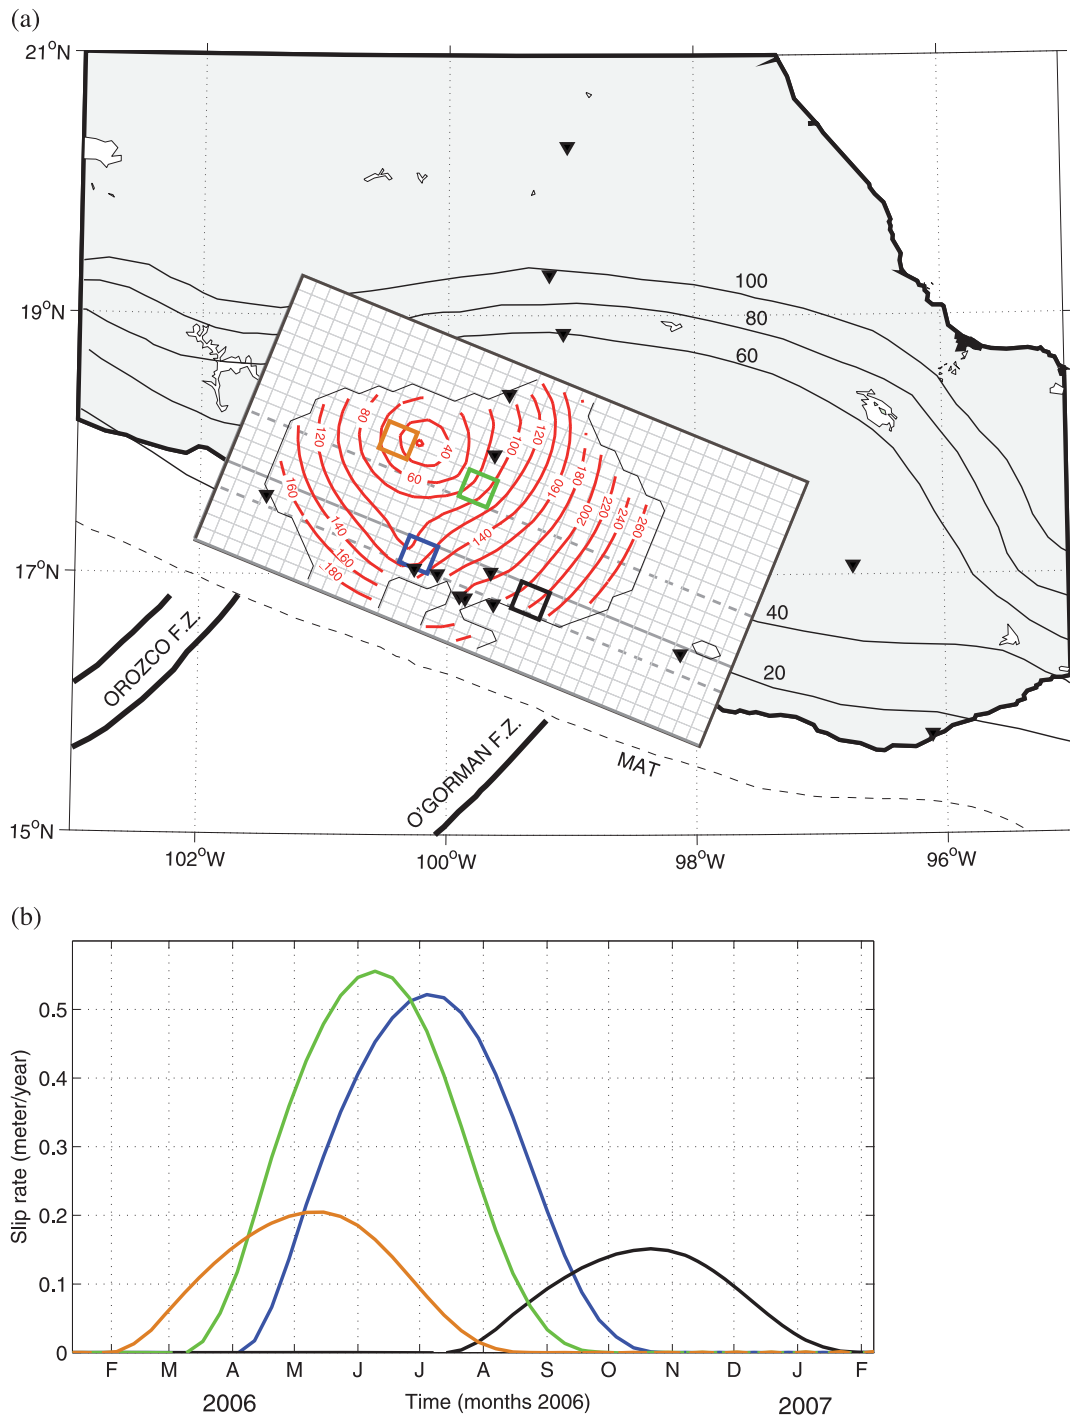 (a)
21°N
19°N
17°N
15°N
102°W
100°W
98°W
96°W
100
80
60
40
20
80
120
40
60
100
120
160
180
200
220
240
260
140
160
140
160
180
OROZCO F.Z.
O'GORMAN F.Z.
MAT
(b)
Slip rate (meter/year)
0.5
0.4
0.3
0.2
0.1
0
F M A M J J A S O N D J F
2006
Time (months 2006)
2007